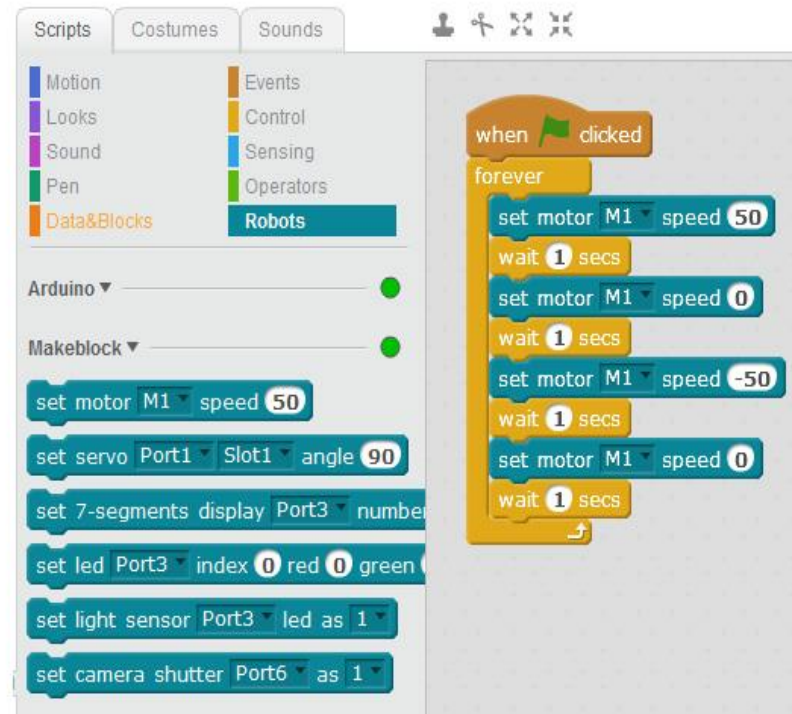 Scripts Costumes Sounds
Motion Events
Looks Control
Sound Sensing
Pen Operators
Data&Blocks Robots
Arduino
Makeblock
set motor M1 speed 50
set servo Port1 Slot1 angle 90
set 7-segments display Port3 number
set led Port3 index 0 red 0 green
set light sensor Port3 led as 1
set camera shutter Port6 as 1
when clicked
forever
set motor M1 speed 50
wait 1 secs
set motor M1 speed 0
wait 1 secs
set motor M1 speed -50
wait 1 secs
set motor M1 speed 0
wait 1 secs